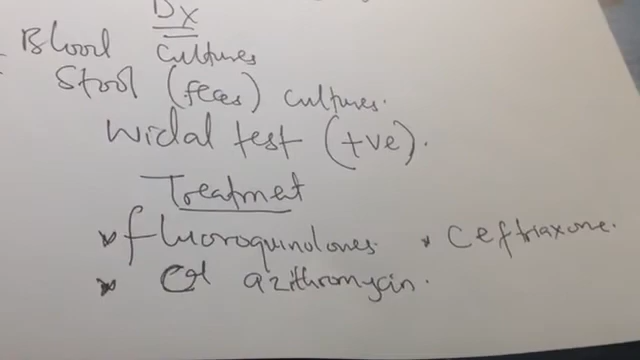 Dx
Blood cultures
Stool (feces) cultures.
Widal test (+ve).
Treatment
* fluoroquinolones. * Ceftriaxone.
* azithromycin.